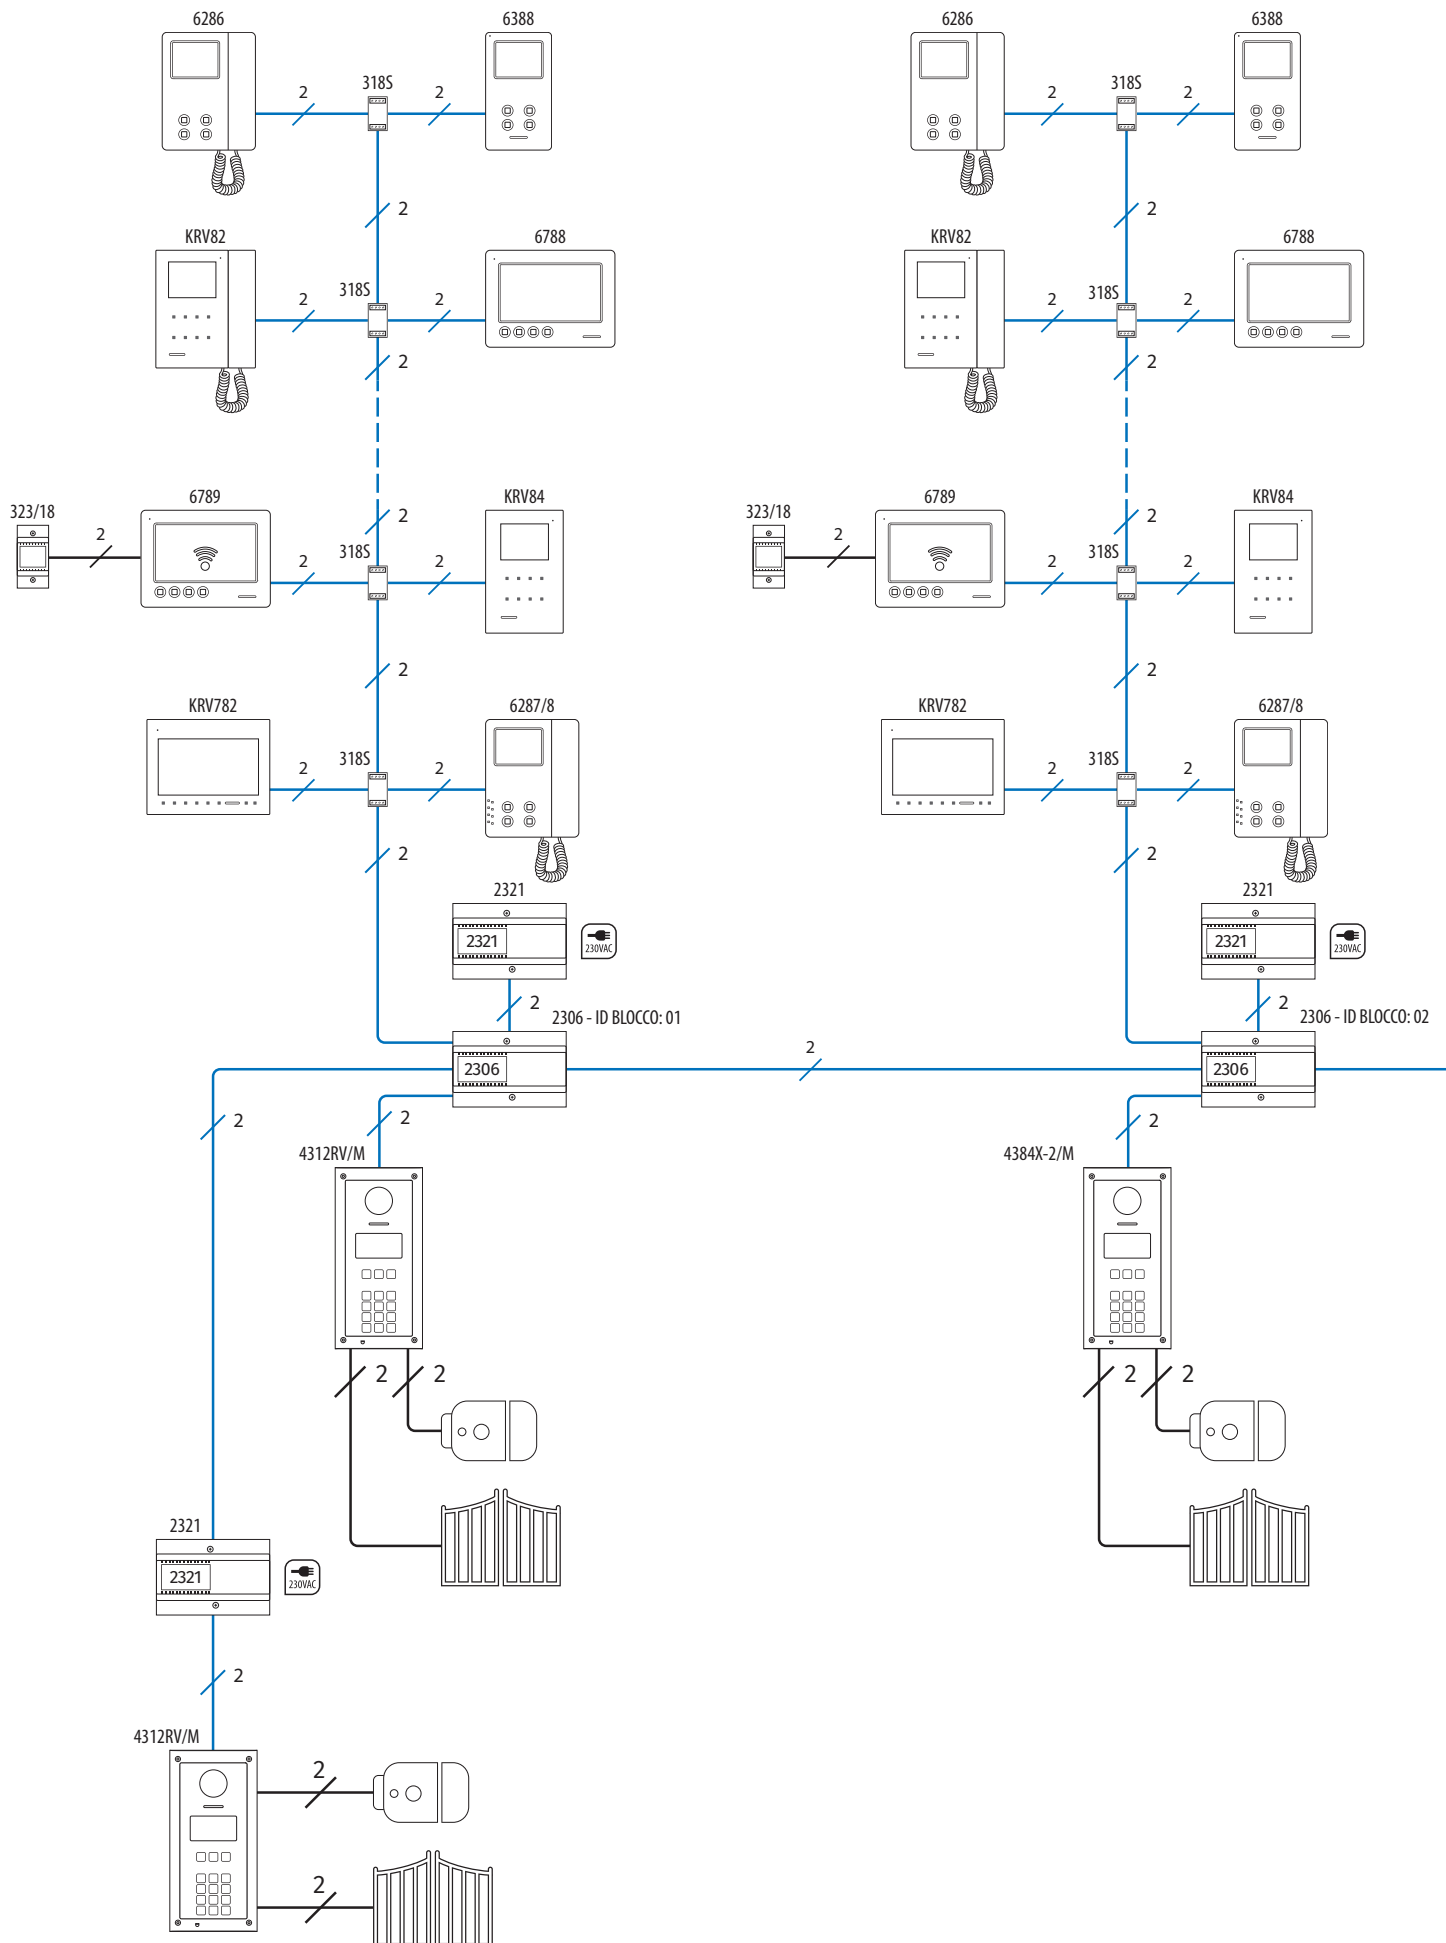 6286 6388 6286 6388
318S 318S
2 2 2 2
2 2
KRV82 6788 KRV82 6788
318S 318S
2 2 2 2
2 2
6789 KRV84 6789 KRV84
323/18 323/18
2 2 2 2
318S 318S
2 2 2 2
2 2
KRV782 6287/8 KRV782 6287/8
318S 318S
2 2 2 2
2 2
2321 2321
2321 2321
230VAC 230VAC
2 2
2306 - ID BLOCCO: 01 2306 - ID BLOCCO: 02
2
2306 2306
2 2 2
4312RV/M 4384X-2/M
2 2 2 2
2321
2321
230VAC
2
4312RV/M
2
2